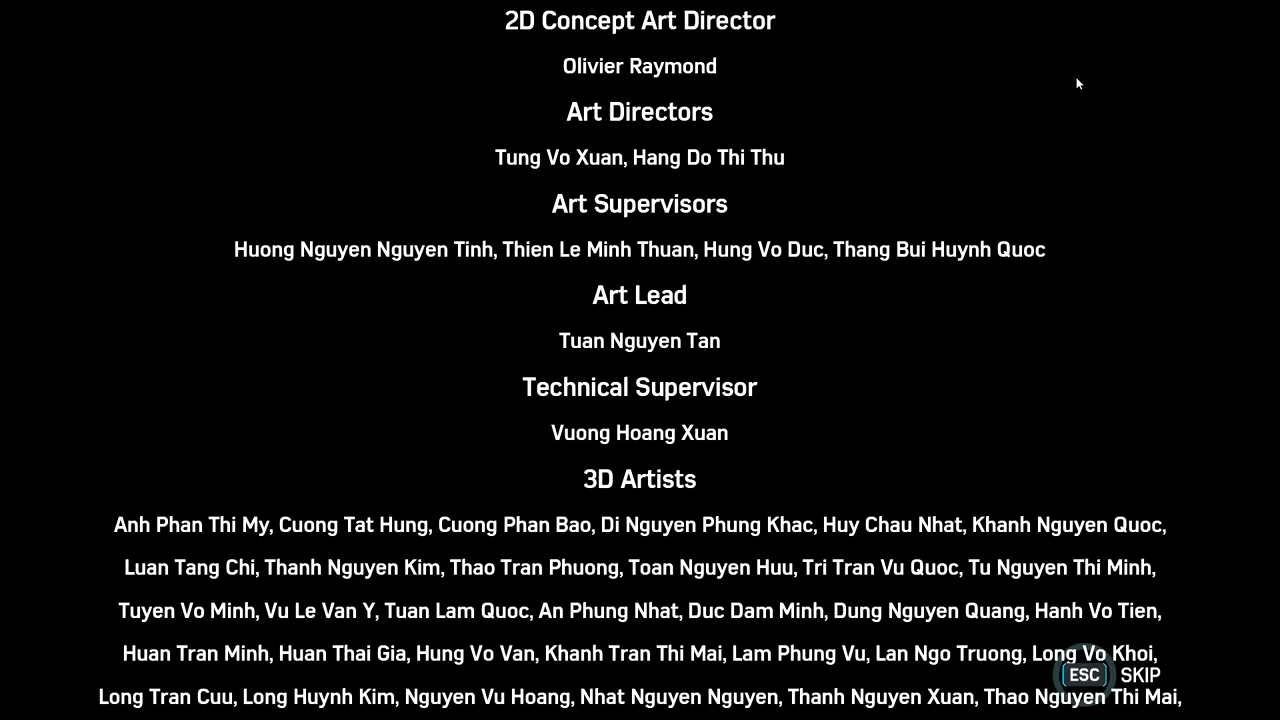 2D Concept Art Director
Olivier Raymond
Art Directors
Tung Vo Xuan, Hang Do Thi Thu
Art Supervisors
Huong Nguyen Nguyen Tinh, Thien Le Minh Thuan, Hung Vo Duc, Thang Bui Huynh Quoc
Art Lead
Tuan Nguyen Tan
Technical Supervisor
Vuong Hoang Xuan
3D Artists
Anh Phan Thi My, Cuong Tat Hung, Cuong Phan Bao, Di Nguyen Phung Khac, Huy Chau Nhat, Khanh Nguyen Quoc,
Luan Tang Chi, Thanh Nguyen Kim, Thao Tran Phuong, Toan Nguyen Huu, Tri Tran Vu Quoc, Tu Nguyen Thi Minh,
Tuyen Vo Minh, Vu Le Van Y, Tuan Lam Quoc, An Phung Nhat, Duc Dam Minh, Dung Nguyen Quang, Hanh Vo Tien,
Huan Tran Minh, Huan Thai Gia, Hung Vo Van, Khanh Tran Thi Mai, Lam Phung Vu, Lan Ngo Truong, Long Vo Khoi,
ESC SKIP
Long Tran Cuu, Long Huynh Kim, Nguyen Vu Hoang, Nhat Nguyen Nguyen, Thanh Nguyen Xuan, Thao Nguyen Thi Mai,